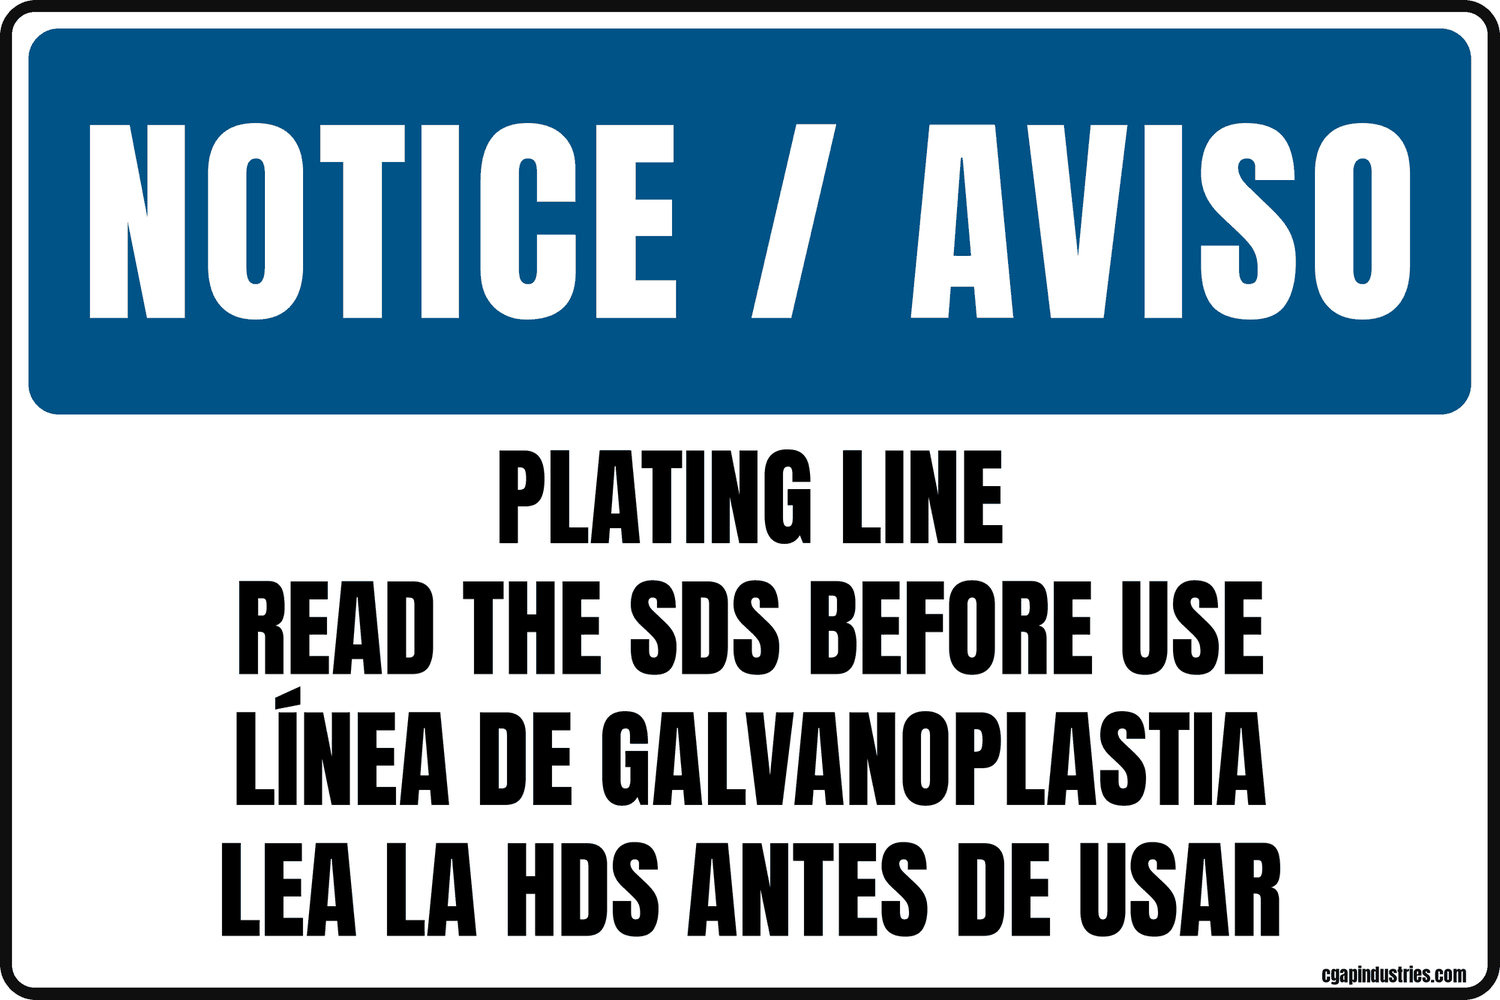 NOTICE / AVISO
PLATING LINE
READ THE SDS BEFORE USE
LÍNEA DE GALVANOPLASTIA
LEA LA HDS ANTES DE USAR
cgapindustries.com